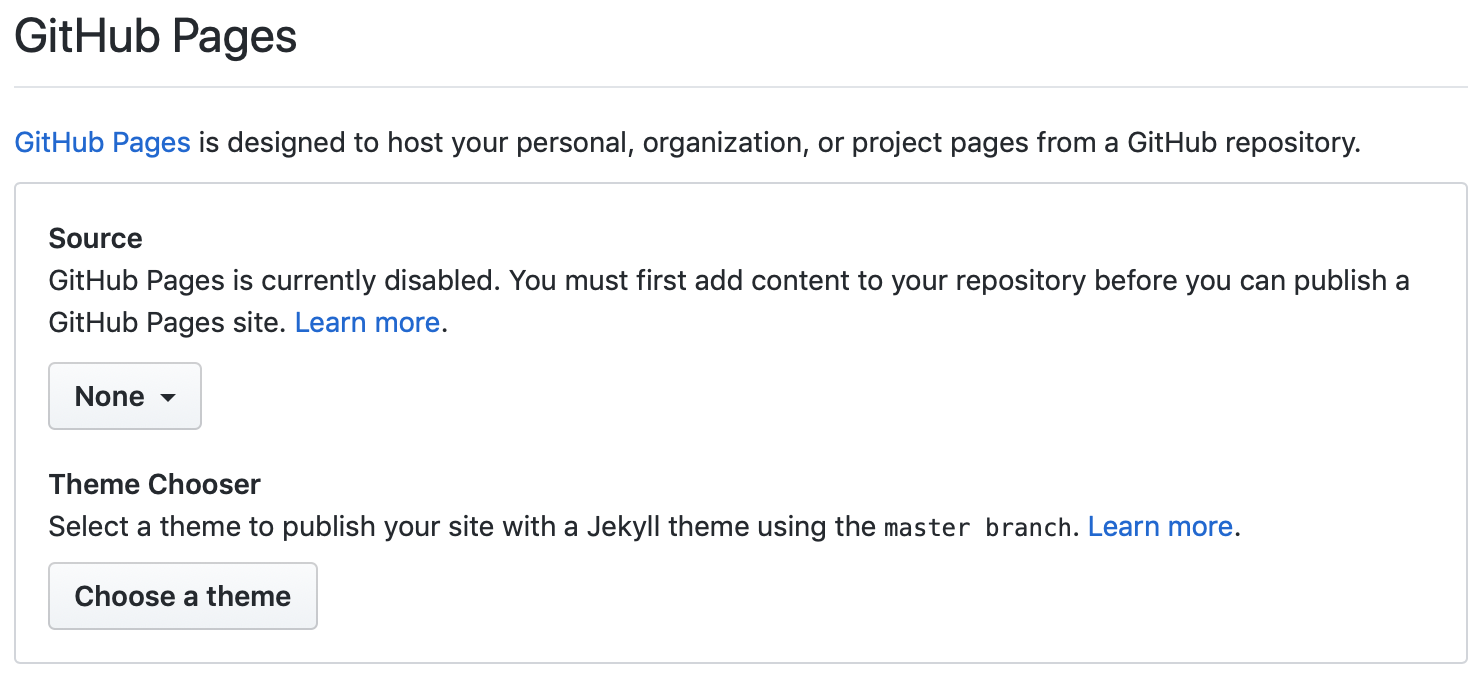 GitHub Pages
GitHub Pages is designed to host your personal, organization, or project pages from a GitHub repository.
Source
GitHub Pages is currently disabled. You must first add content to your repository before you can publish a
GitHub Pages site. Learn more.
None
Theme Chooser
Select a theme to publish your site with a Jekyll theme using the master branch. Learn more.
Choose a theme